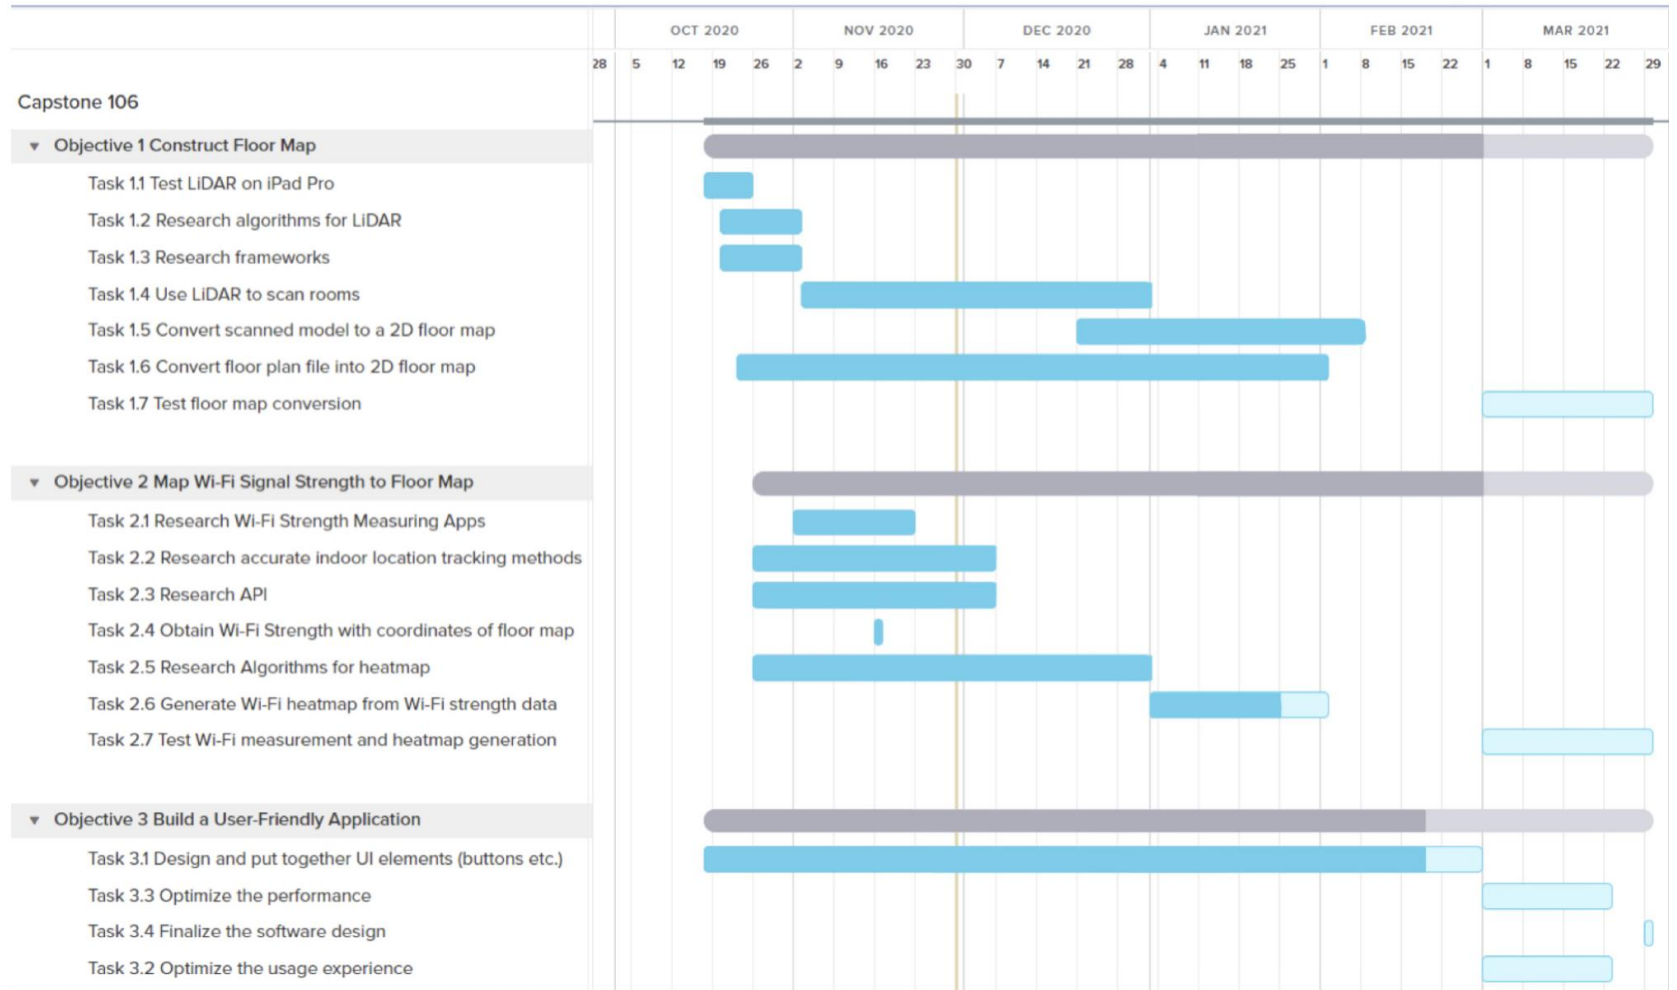 OCT 2020 NOV 2020 DEC 2020 JAN 2021 FEB 2021 MAR 2021
28 5 12 19 26 2 9 16 23 30 7 14 21 28 4 11 18 25 1 8 15 22 1 8 15 22 29
Capstone 106
Objective 1 Construct Floor Map
Task 1.1 Test LiDAR on iPad Pro
Task 1.2 Research algorithms for LiDAR
Task 1.3 Research frameworks
Task 1.4 Use LiDAR to scan rooms
Task 1.5 Convert scanned model to a 2D floor map
Task 1.6 Convert floor plan file into 2D floor map
Task 1.7 Test floor map conversion
Objective 2 Map Wi-Fi Signal Strength to Floor Map
Task 2.1 Research Wi-Fi Strength Measuring Apps
Task 2.2 Research accurate indoor location tracking methods
Task 2.3 Research API
Task 2.4 Obtain Wi-Fi Strength with coordinates of floor map
Task 2.5 Research Algorithms for heatmap
Task 2.6 Generate Wi-Fi heatmap from Wi-Fi strength data
Task 2.7 Test Wi-Fi measurement and heatmap generation
Objective 3 Build a User-Friendly Application
Task 3.1 Design and put together UI elements (buttons etc.)
Task 3.3 Optimize the performance
Task 3.4 Finalize the software design
Task 3.2 Optimize the usage experience